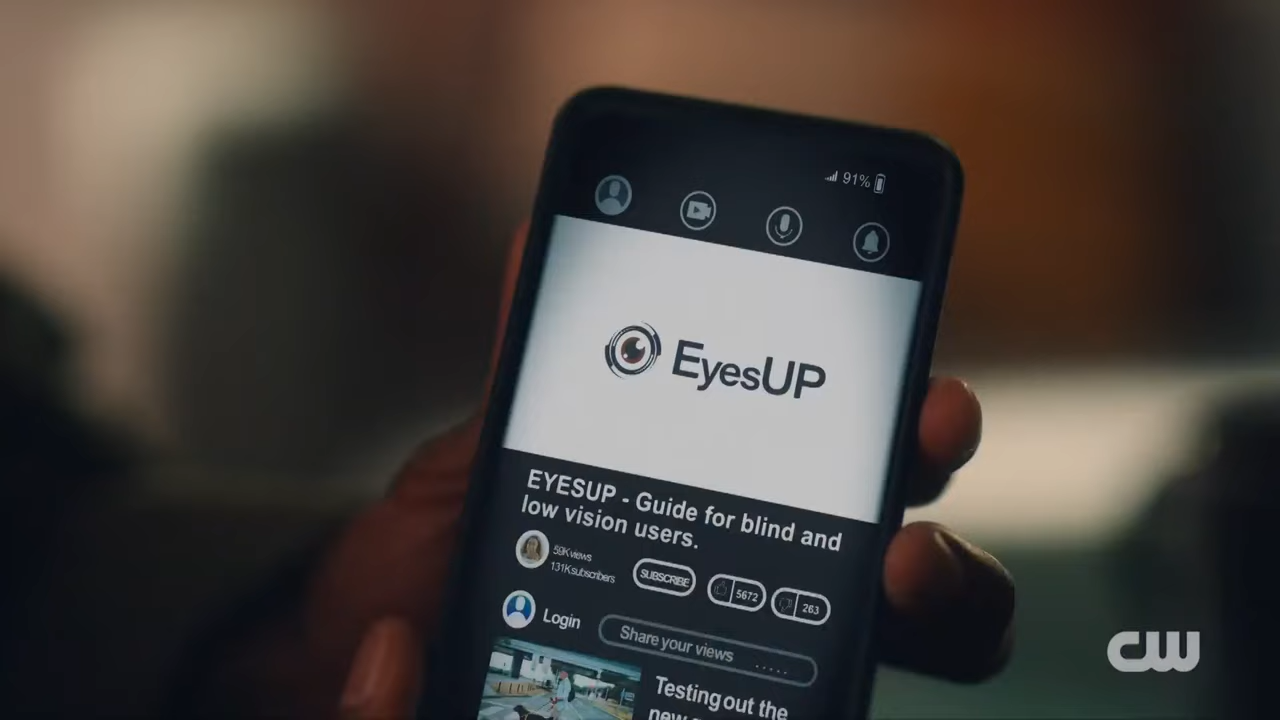 91%
EyesUP
EYESUP - Guide for blind and
low vision users.
59K views
131K subscribers
SUBSCRIBE
5672
263
Login
Share your views .....
Testing out the
new
CW